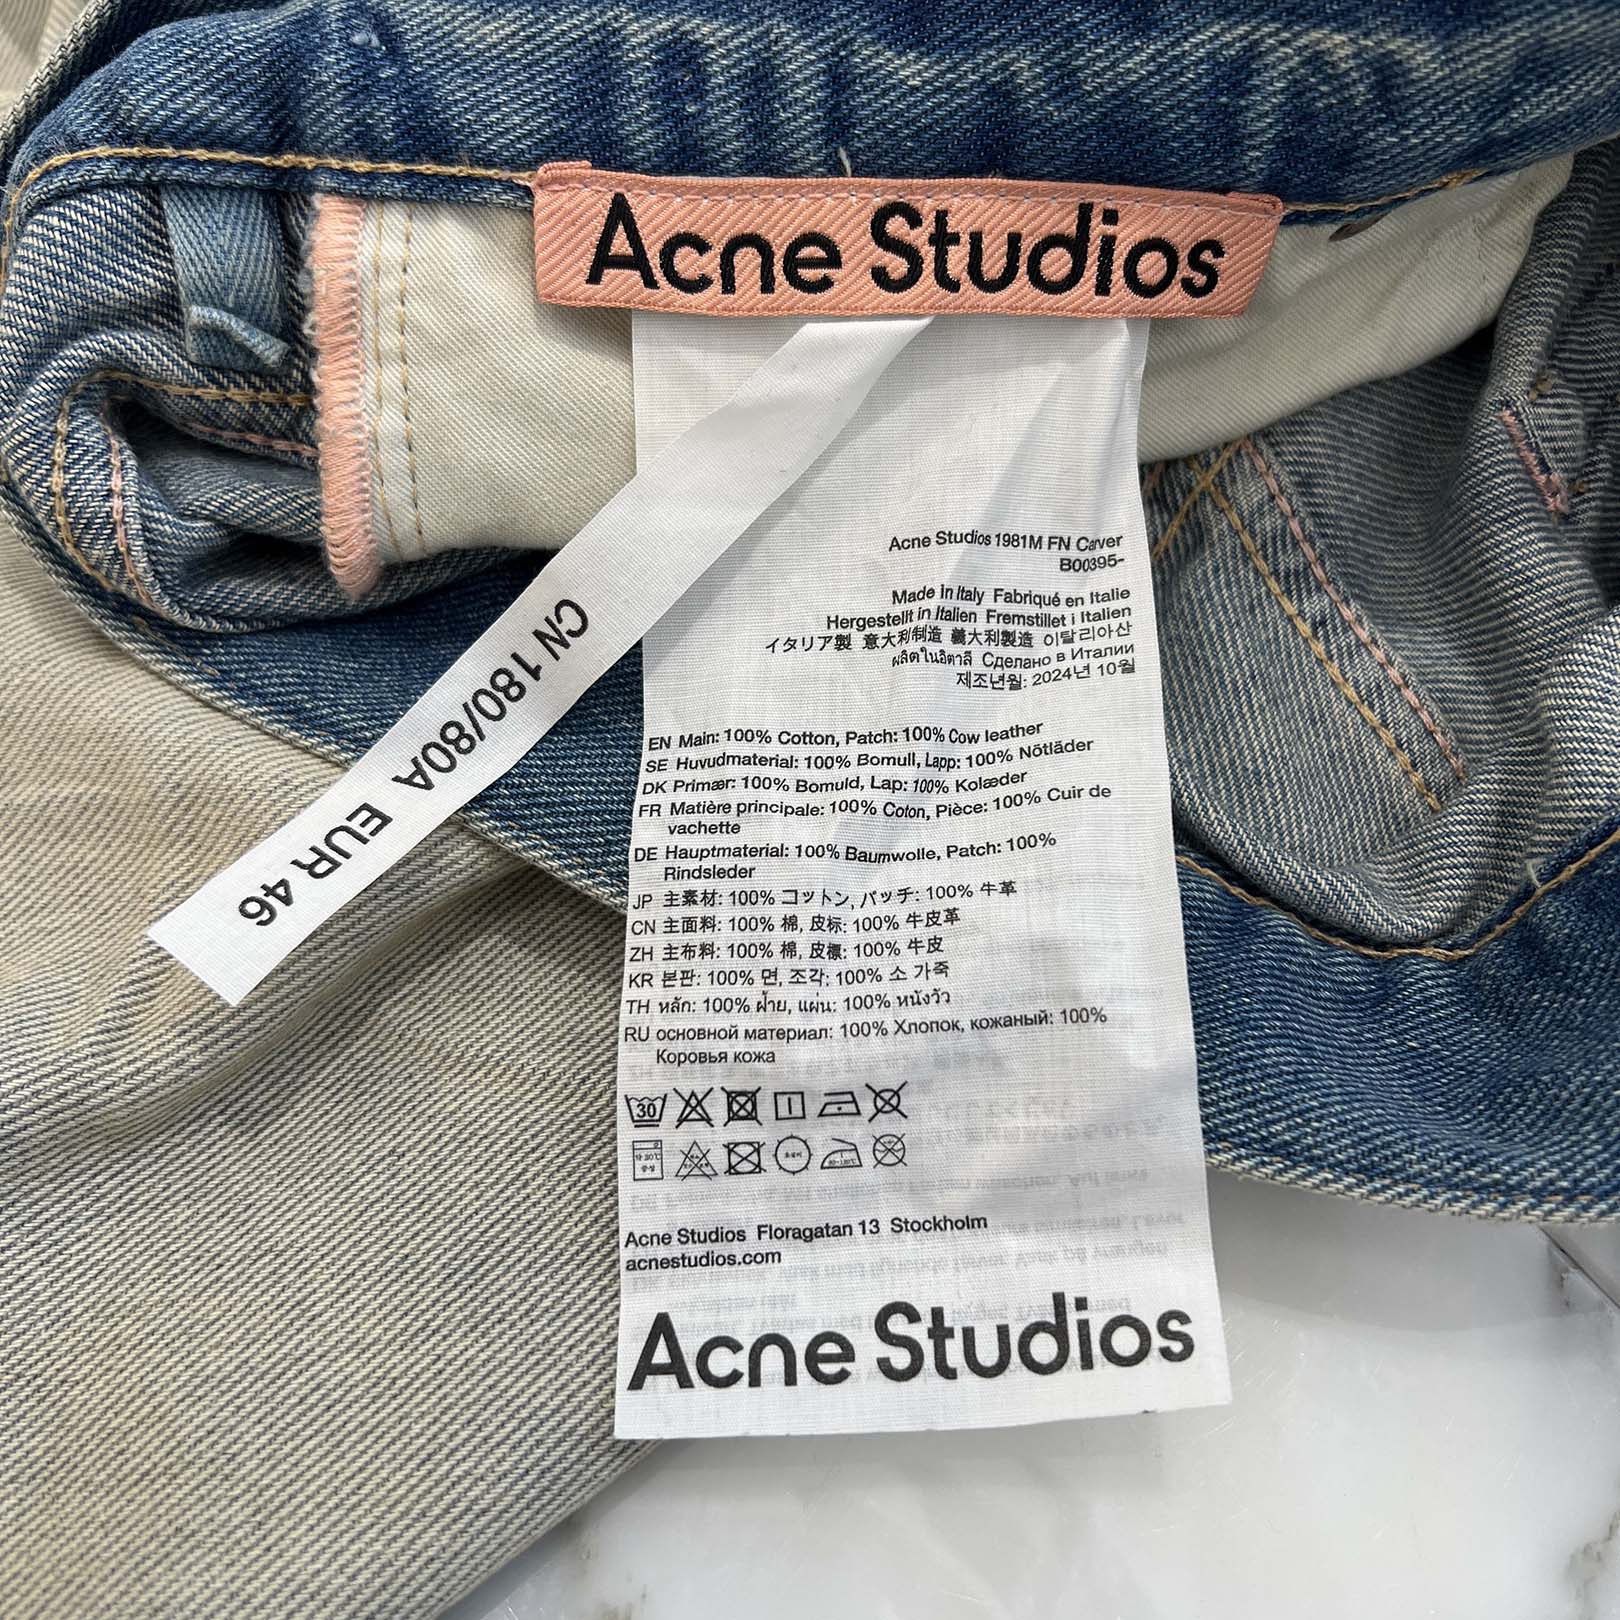 Acne Studios
CN 180/80A EUR 46
Acne Studios 1981M FN Carver
B00395-
Made in Italy Fabriqué en Italie
Hergestellt in Italien Fremstillet i Italien
イタリア製 意大利制造 義大利製造 이탈리아산
ผลิตในอิตาลี Сделано в Италии
제조년월: 2024년 10월
EN Main: 100% Cotton, Patch: 100% Cow leather
SE Huvudmaterial: 100% Bomull, Lapp: 100% Nötläder
DK Primær: 100% Bomuld, Lap: 100% Kolæder
FR Matière principale: 100% Coton, Pièce: 100% Cuir de
vachette
DE Hauptmaterial: 100% Baumwolle, Patch: 100%
Rindsleder
JP 主素材: 100% コットン, パッチ: 100% 牛革
CN 主面料: 100% 棉, 皮标: 100% 牛皮革
ZH 主布料: 100% 棉, 皮標: 100% 牛皮
KR 본판: 100% 면, 조각: 100% 소 가죽
TH หลัก: 100% ฝ้าย, แผ่น: 100% หนังวัว
RU основной материал: 100% Хлопок, кожаный: 100%
Коровья кожа
30
Acne Studios Floragatan 13 Stockholm
acnestudios.com
Acne Studios